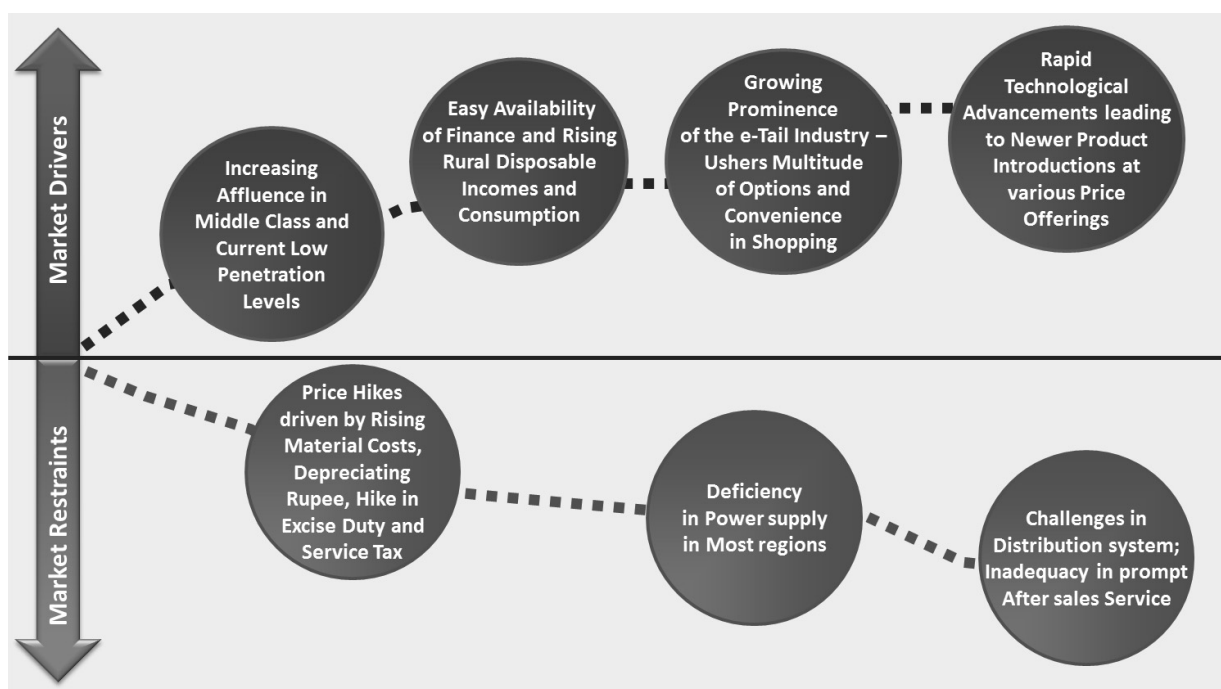 Market Drivers
Increasing
Affluence in
Middle Class and
Current Low
Penetration
Levels
Easy Availability
of Finance and Rising
Rural Disposable
Incomes and
Consumption
Growing
Prominence
of the e-Tail Industry –
Ushers Multitude
of Options and
Convenience
in Shopping
Rapid
Technological
Advancements leading
to Newer Product
Introductions at
various Price
Offerings
Market Restraints
Price Hikes
driven by Rising
Material Costs,
Depreciating
Rupee, Hike in
Excise Duty and
Service Tax
Deficiency
in Power supply
in Most regions
Challenges in
Distribution system;
Inadequacy in prompt
After sales Service